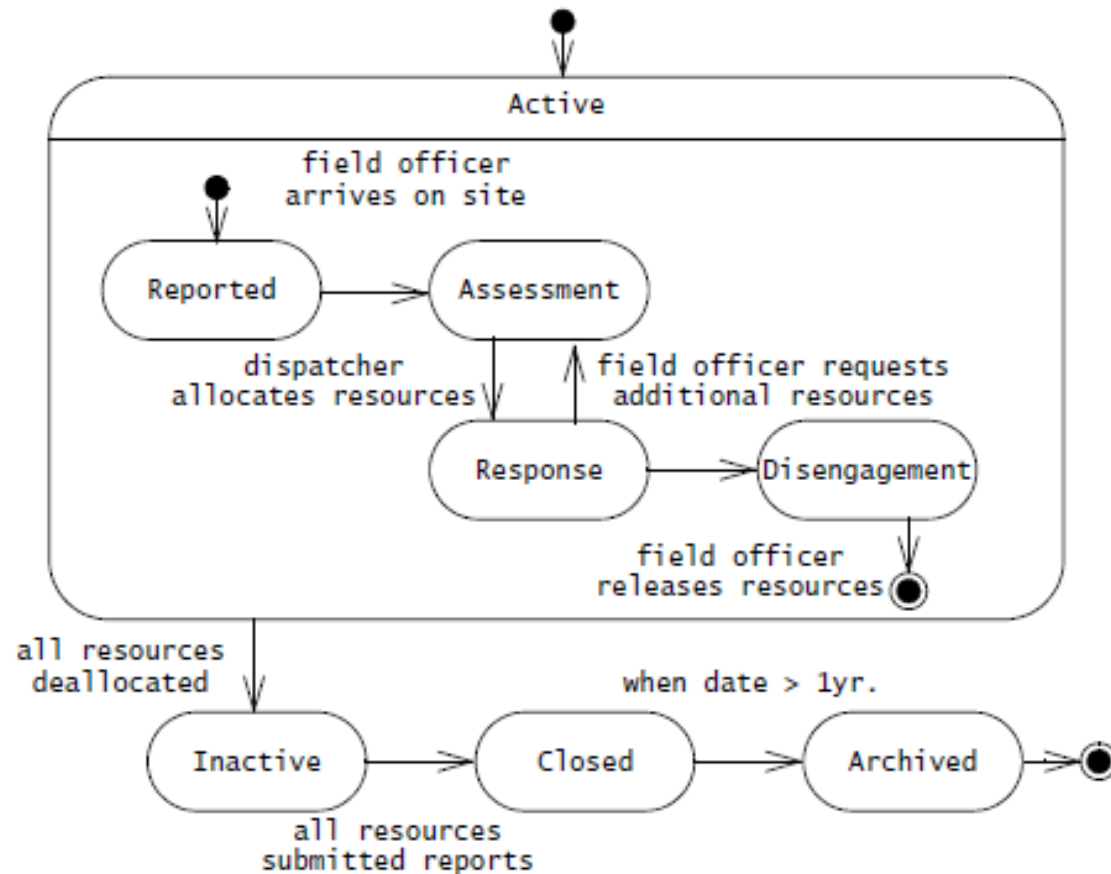 Active
field officer
arrives on site
Reported
Assessment
dispatcher
allocates resources
field officer requests
additional resources
Response
Disengagement
field officer
releases resources
all resources
deallocated
when date > 1yr.
Inactive
Closed
Archived
all resources
submitted reports